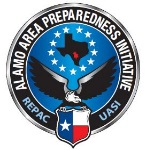 ALAMO AREA PREPAREDNESS INITIATIVE
REPAC
UASI